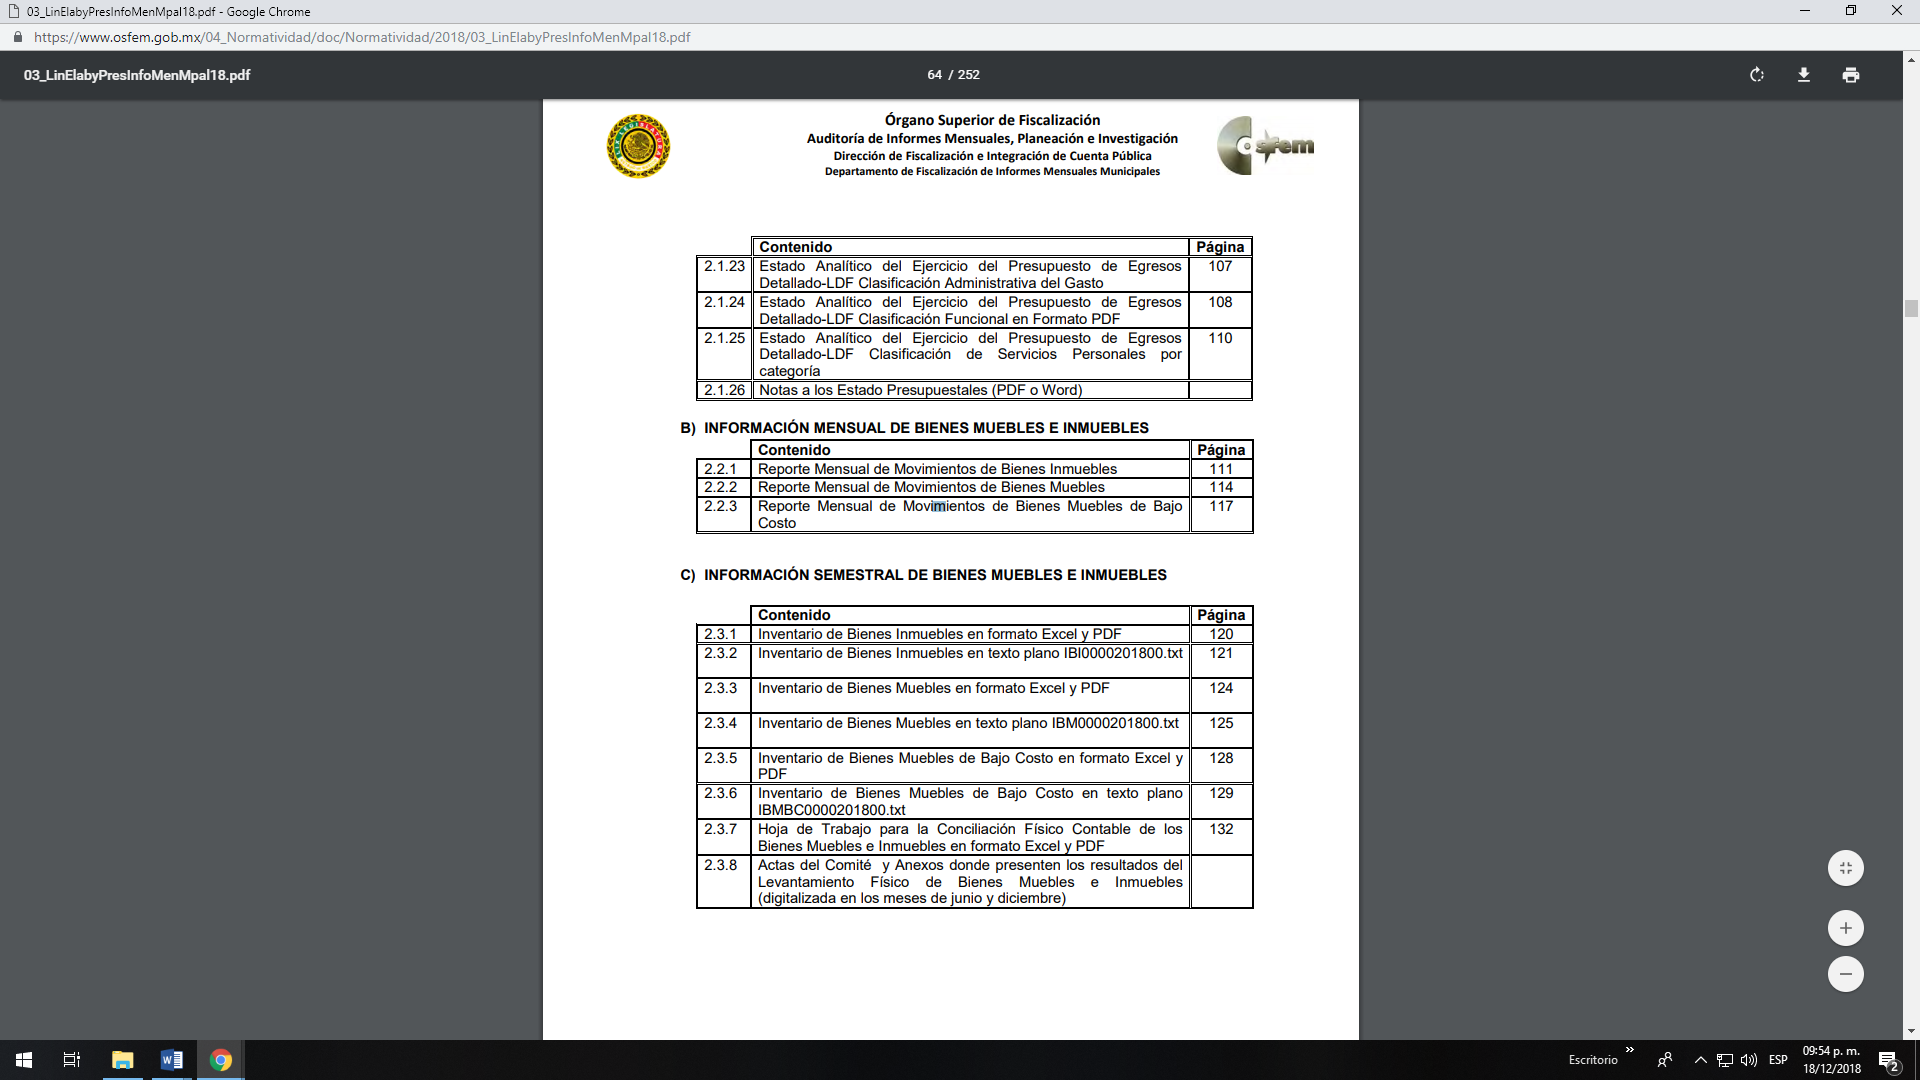 03_LinElabyPresInfoMenMpal18.pdf - Google Chrome
https://www.osfem.gob.mx/04_Normatividad/doc/Normatividad/2018/03_LinElabyPresInfoMenMpal18.pdf
03_LinElabyPresInfoMenMpal18.pdf
64 / 252
Órgano Superior de Fiscalización
Auditoría de Informes Mensuales, Planeación e Investigación
Dirección de Fiscalización e Integración de Cuenta Pública
Departamento de Fiscalización de Informes Mensuales Municipales
osfem
Contenido Página
2.1.23 Estado Analítico del Ejercicio del Presupuesto de Egresos 107
Detallado-LDF Clasificación Administrativa del Gasto
2.1.24 Estado Analítico del Ejercicio del Presupuesto de Egresos 108
Detallado-LDF Clasificación Funcional en Formato PDF
2.1.25 Estado Analítico del Ejercicio del Presupuesto de Egresos 110
Detallado-LDF Clasificación de Servicios Personales por
categoría
2.1.26 Notas a los Estado Presupuestales (PDF o Word)
B) INFORMACIÓN MENSUAL DE BIENES MUEBLES E INMUEBLES
Contenido Página
2.2.1 Reporte Mensual de Movimientos de Bienes Inmuebles 111
2.2.2 Reporte Mensual de Movimientos de Bienes Muebles 114
2.2.3 Reporte Mensual de Movimientos de Bienes Muebles de Bajo 117
Costo
C) INFORMACIÓN SEMESTRAL DE BIENES MUEBLES E INMUEBLES
Contenido Página
2.3.1 Inventario de Bienes Inmuebles en formato Excel y PDF 120
2.3.2 Inventario de Bienes Inmuebles en texto plano IBI0000201800.txt 121
2.3.3 Inventario de Bienes Muebles en formato Excel y PDF 124
2.3.4 Inventario de Bienes Muebles en texto plano IBM0000201800.txt 125
2.3.5 Inventario de Bienes Muebles de Bajo Costo en formato Excel y 128
PDF
2.3.6 Inventario de Bienes Muebles de Bajo Costo en texto plano 129
IBMBC0000201800.txt
2.3.7 Hoja de Trabajo para la Conciliación Físico Contable de los 132
Bienes Muebles e Inmuebles en formato Excel y PDF
2.3.8 Actas del Comité y Anexos donde presenten los resultados del
Levantamiento Físico de Bienes Muebles e Inmuebles
(digitalizada en los meses de junio y diciembre)
Escritorio
ESP
09:54 p. m.
18/12/2018
2